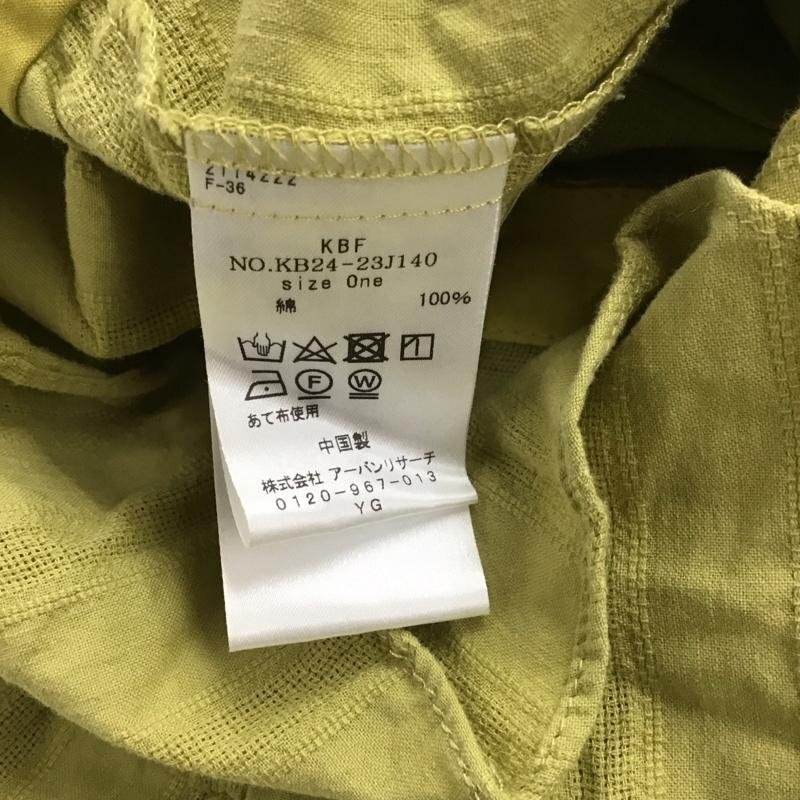 2114222
F-36
KBF
NO.KB24-23J140
size One
綿 100%
F W
あて布使用
中国製
株式会社 アーバンリサーチ
0120-967-013
YG